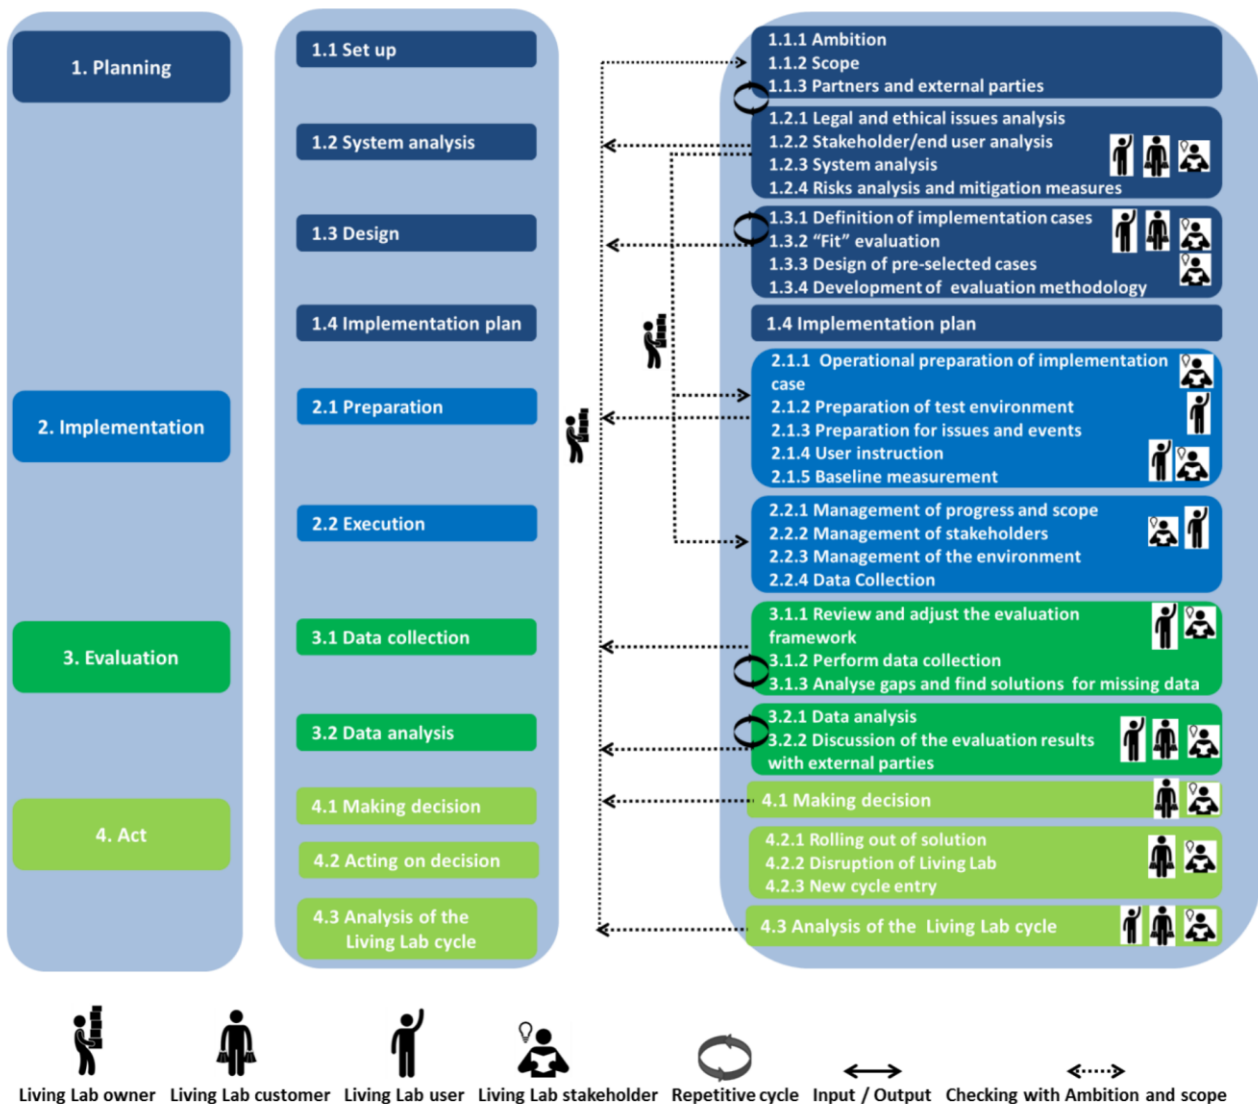 1. Planning
2. Implementation
3. Evaluation
4. Act
1.1 Set up
1.2 System analysis
1.3 Design
1.4 Implementation plan
2.1 Preparation
2.2 Execution
3.1 Data collection
3.2 Data analysis
4.1 Making decision
4.2 Acting on decision
4.3 Analysis of the
Living Lab cycle
1.1.1 Ambition
1.1.2 Scope
1.1.3 Partners and external parties
1.2.1 Legal and ethical issues analysis
1.2.2 Stakeholder/end user analysis
1.2.3 System analysis
1.2.4 Risks analysis and mitigation measures
1.3.1 Definition of implementation cases
1.3.2 “Fit” evaluation
1.3.3 Design of pre-selected cases
1.3.4 Development of evaluation methodology
1.4 Implementation plan
2.1.1 Operational preparation of implementation
case
2.1.2 Preparation of test environment
2.1.3 Preparation for issues and events
2.1.4 User instruction
2.1.5 Baseline measurement
2.2.1 Management of progress and scope
2.2.2 Management of stakeholders
2.2.3 Management of the environment
2.2.4 Data Collection
3.1.1 Review and adjust the evaluation
framework
3.1.2 Perform data collection
3.1.3 Analyse gaps and find solutions for missing data
3.2.1 Data analysis
3.2.2 Discussion of the evaluation results
with external parties
4.1 Making decision
4.2.1 Rolling out of solution
4.2.2 Disruption of Living Lab
4.2.3 New cycle entry
4.3 Analysis of the Living Lab cycle
Living Lab owner
Living Lab customer
Living Lab user
Living Lab stakeholder
Repetitive cycle
Input / Output
Checking with Ambition and scope